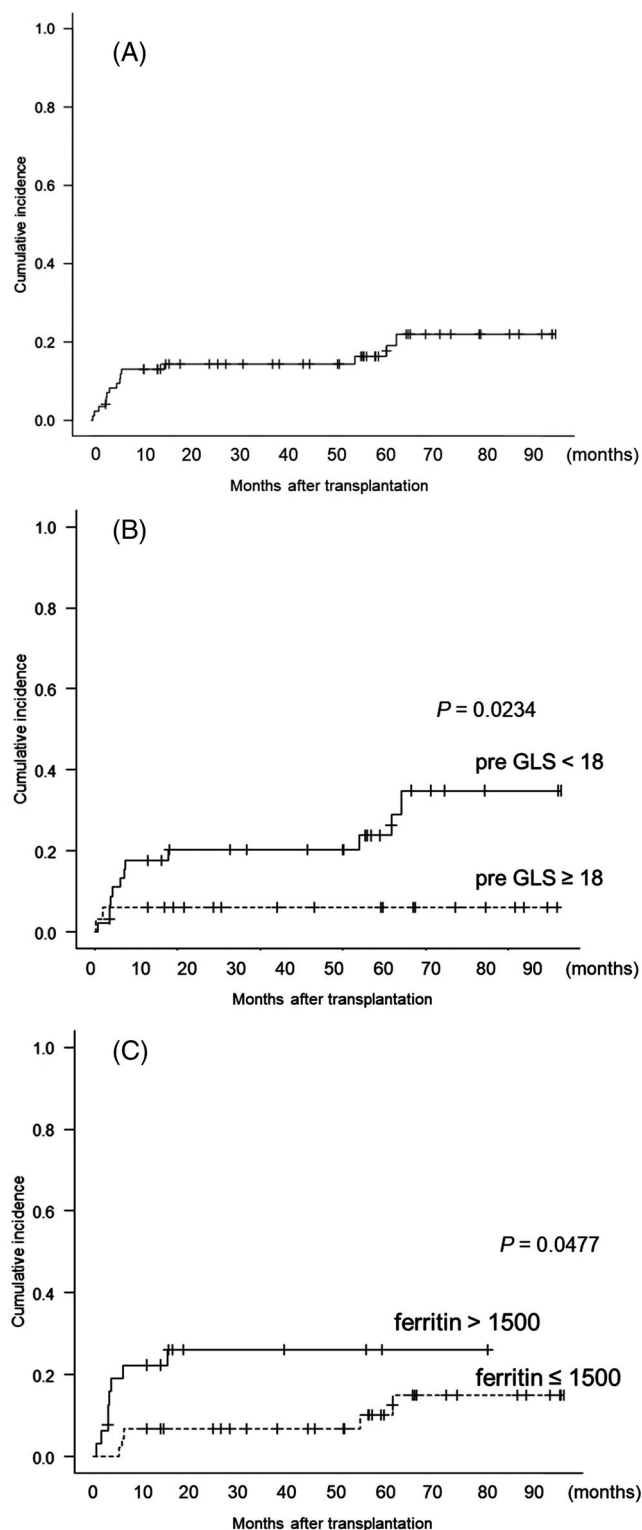 (A)
1.0
0.8
0.6
0.4
0.2
0.0
Cumulative incidence
0 10 20 30 40 50 60 70 80 90 (months)
Months after transplantation
(B)
1.0
0.8
0.6
0.4
0.2
0.0
Cumulative incidence
P = 0.0234
pre GLS < 18
pre GLS ≥ 18
0 10 20 30 40 50 60 70 80 90 (months)
Months after transplantation
(C)
1.0
0.8
0.6
0.4
0.2
0.0
Cumulative incidence
P = 0.0477
ferritin > 1500
ferritin ≤ 1500
0 10 20 30 40 50 60 70 80 90 (months)
Months after transplantation